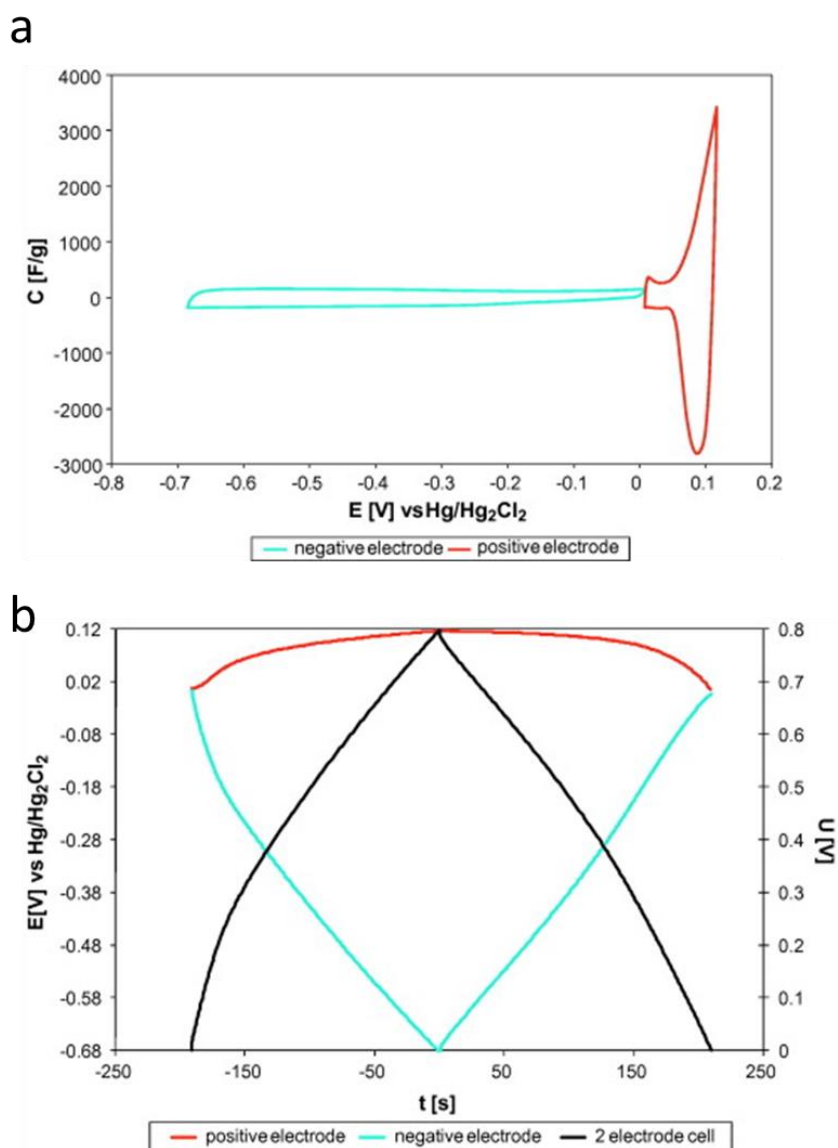 a
4000
3000
2000
1000
0
-1000
-2000
-3000
C [F/g]
-0.8 -0.7 -0.6 -0.5 -0.4 -0.3 -0.2 -0.1 0 0.1 0.2
E [V] vsHg/Hg₂Cl₂
negative electrode positive electrode
b
0.12
0.02
-0.08
-0.18
-0.28
-0.38
-0.48
-0.58
-0.68
E[V] vs Hg/Hg₂Cl₂
0.8
0.7
0.6
0.5
0.4
0.3
0.2
0.1
0
U [V]
-250 -150 -50 50 150 250
t [s]
positive electrode negative electrode 2 electrode cell